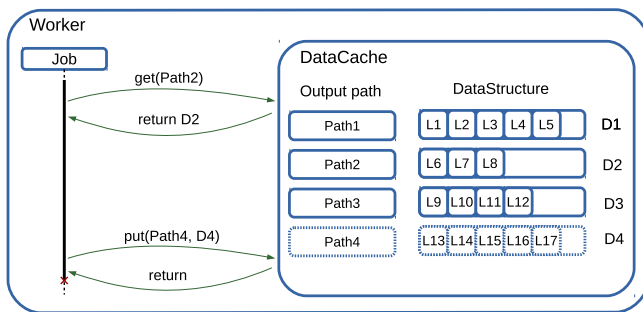 Worker
Job
DataCache
get(Path2)
Output path
DataStructure
return D2
Path1
L1 L2 L3 L4 L5
D1
Path2
L6 L7 L8
D2
Path3
L9 L10 L11 L12
D3
put(Path4, D4)
Path4
L13 L14 L15 L16 L17
D4
return